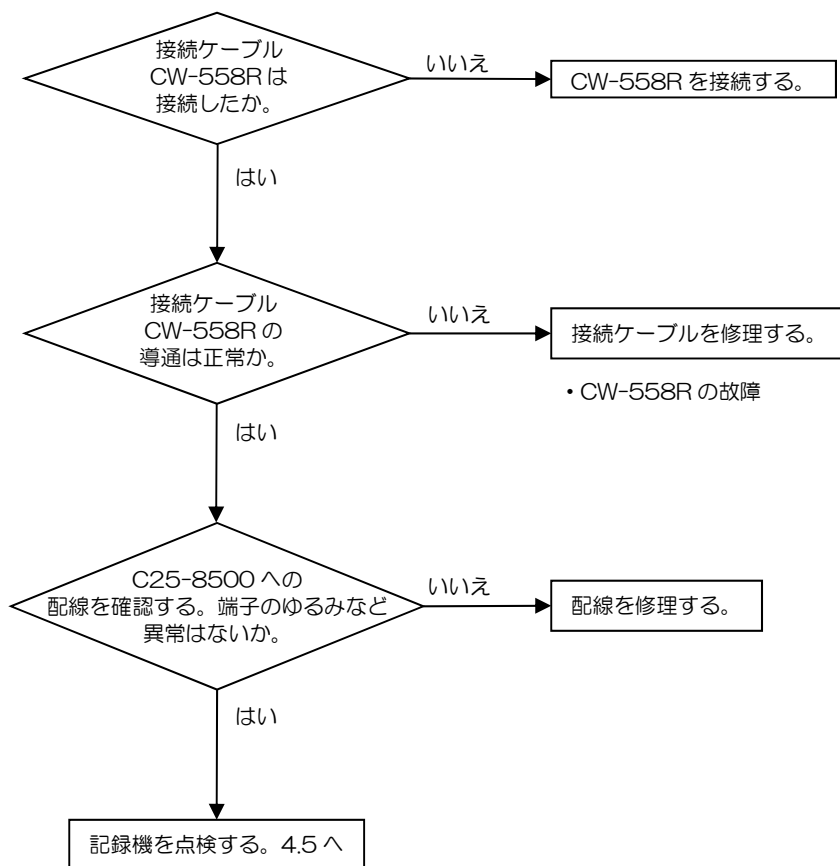 接続ケーブル
CW-558R は
接続したか。
いいえ
CW-558R を接続する。
はい
接続ケーブル
CW-558R の
導通は正常か。
いいえ
接続ケーブルを修理する。
・CW-558R の故障
はい
C25-8500 への
配線を確認する。端子のゆるみなど
異常はないか。
いいえ
配線を修理する。
はい
記録機を点検する。4.5 へ